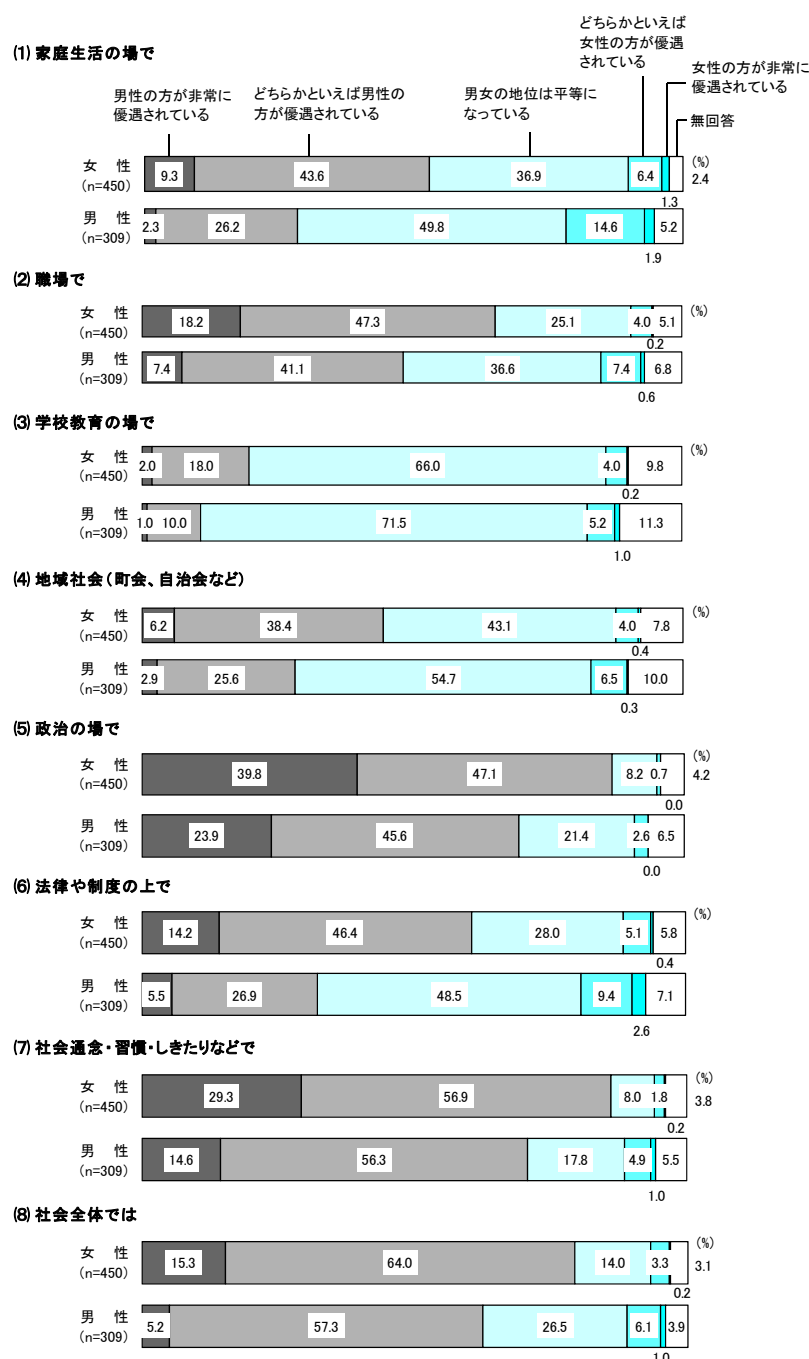 (1) 家庭生活の場で
男性の方が非常に
優遇されている
どちらかといえば男性の
方が優遇されている
男女の地位は平等に
なっている
どちらかといえば
女性の方が優遇
されている
女性の方が非常に
優遇されている
無回答
(%)
女 性
(n=450)
9.3 43.6 36.9 6.4 1.3 2.4
男 性
(n=309)
2.3 26.2 49.8 14.6 1.9 5.2
(2) 職場で
(%)
女 性
(n=450)
18.2 47.3 25.1 4.0 0.2 5.1
男 性
(n=309)
7.4 41.1 36.6 7.4 0.6 6.8
(3) 学校教育の場で
(%)
女 性
(n=450)
2.0 18.0 66.0 4.0 0.2 9.8
男 性
(n=309)
1.0 10.0 71.5 5.2 1.0 11.3
(4) 地域社会(町会、自治会など)
(%)
女 性
(n=450)
6.2 38.4 43.1 4.0 0.4 7.8
男 性
(n=309)
2.9 25.6 54.7 6.5 0.3 10.0
(5) 政治の場で
(%)
女 性
(n=450)
39.8 47.1 8.2 0.7 0.0 4.2
男 性
(n=309)
23.9 45.6 21.4 2.6 0.0 6.5
(6) 法律や制度の上で
(%)
女 性
(n=450)
14.2 46.4 28.0 5.1 0.4 5.8
男 性
(n=309)
5.5 26.9 48.5 9.4 2.6 7.1
(7) 社会通念・習慣・しきたりなどで
(%)
女 性
(n=450)
29.3 56.9 8.0 1.8 0.2 3.8
男 性
(n=309)
14.6 56.3 17.8 4.9 1.0 5.5
(8) 社会全体では
(%)
女 性
(n=450)
15.3 64.0 14.0 3.3 0.2 3.1
男 性
(n=309)
5.2 57.3 26.5 6.1 1.0 3.9